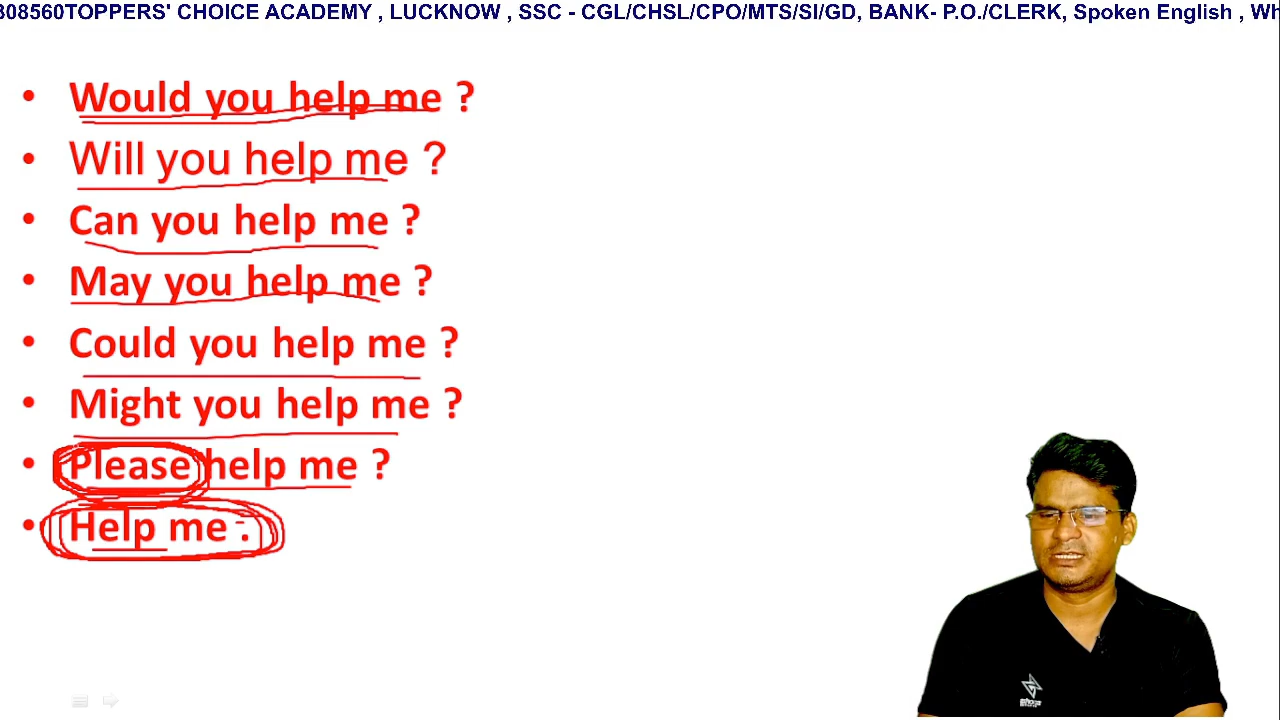 808560TOPPERS' CHOICE ACADEMY , LUCKNOW , SSC - CGL/CHSL/CPO/MTS/SI/GD, BANK- P.O./CLERK, Spoken English , Wh
• Would you help me ?
• Will you help me ?
• Can you help me ?
• May you help me ?
• Could you help me ?
• Might you help me ?
• Please help me ?
• Help me .